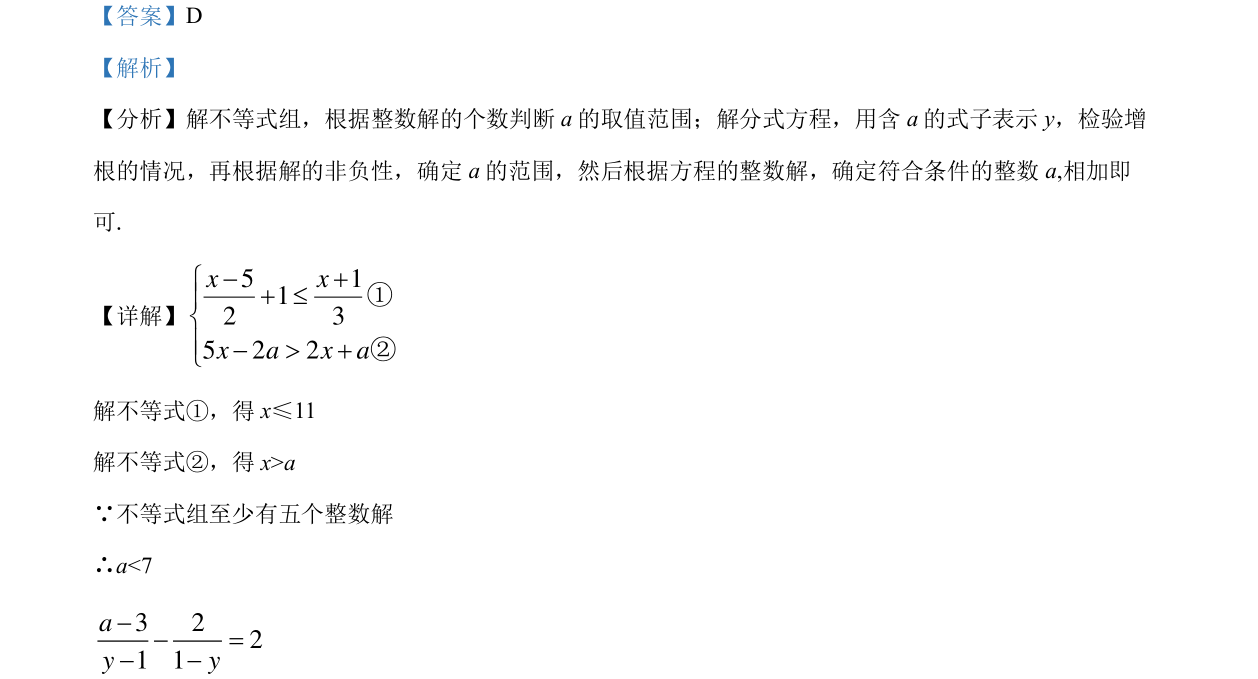 【答案】D
【解析】
【分析】解不等式组，根据整数解的个数判断 a 的取值范围；解分式方程，用含 a 的式子表示 y，检验增
根的情况，再根据解的非负性，确定 a 的范围，然后根据方程的整数解，确定符合条件的整数 a,相加即
可.
【详解】{ (x−5)/2 +1≤ (x+1)/3 ①
5x−2a>2x+a②
解不等式①，得 x≤11
解不等式②，得 x>a
∵不等式组至少有五个整数解
∴a<7
(a−3)/(y−1) − 2/(1−y) = 2